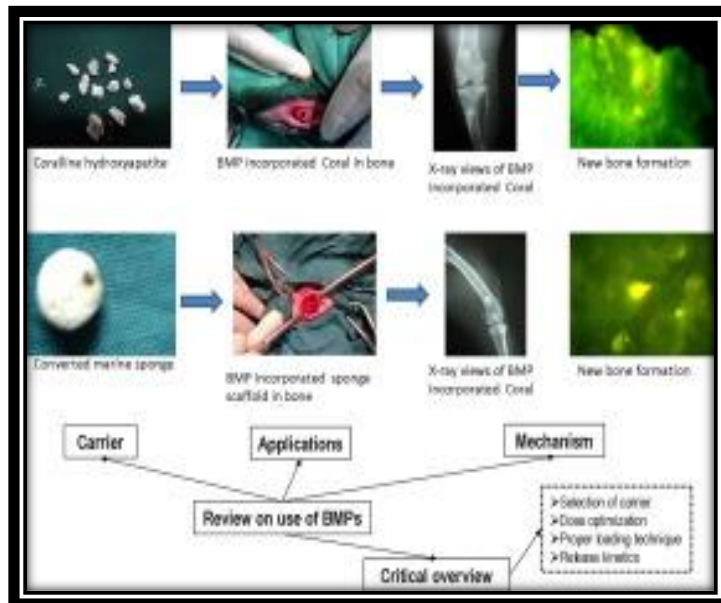 Coralline hydroxyapatite
BMP Incorporated Coral in bone
X-ray views of BMP
Incorporated Coral
New bone formation
Converted marine sponge
BMP Incorporated sponge
scaffold in bone
X-ray views of BMP
Incorporated Coral
New bone formation
Carrier
Applications
Mechanism
Review on use of BMPs
➤Selection of carrier
➤Dose optimization
➤Proper loading technique
➤Release kinetics
Critical overview